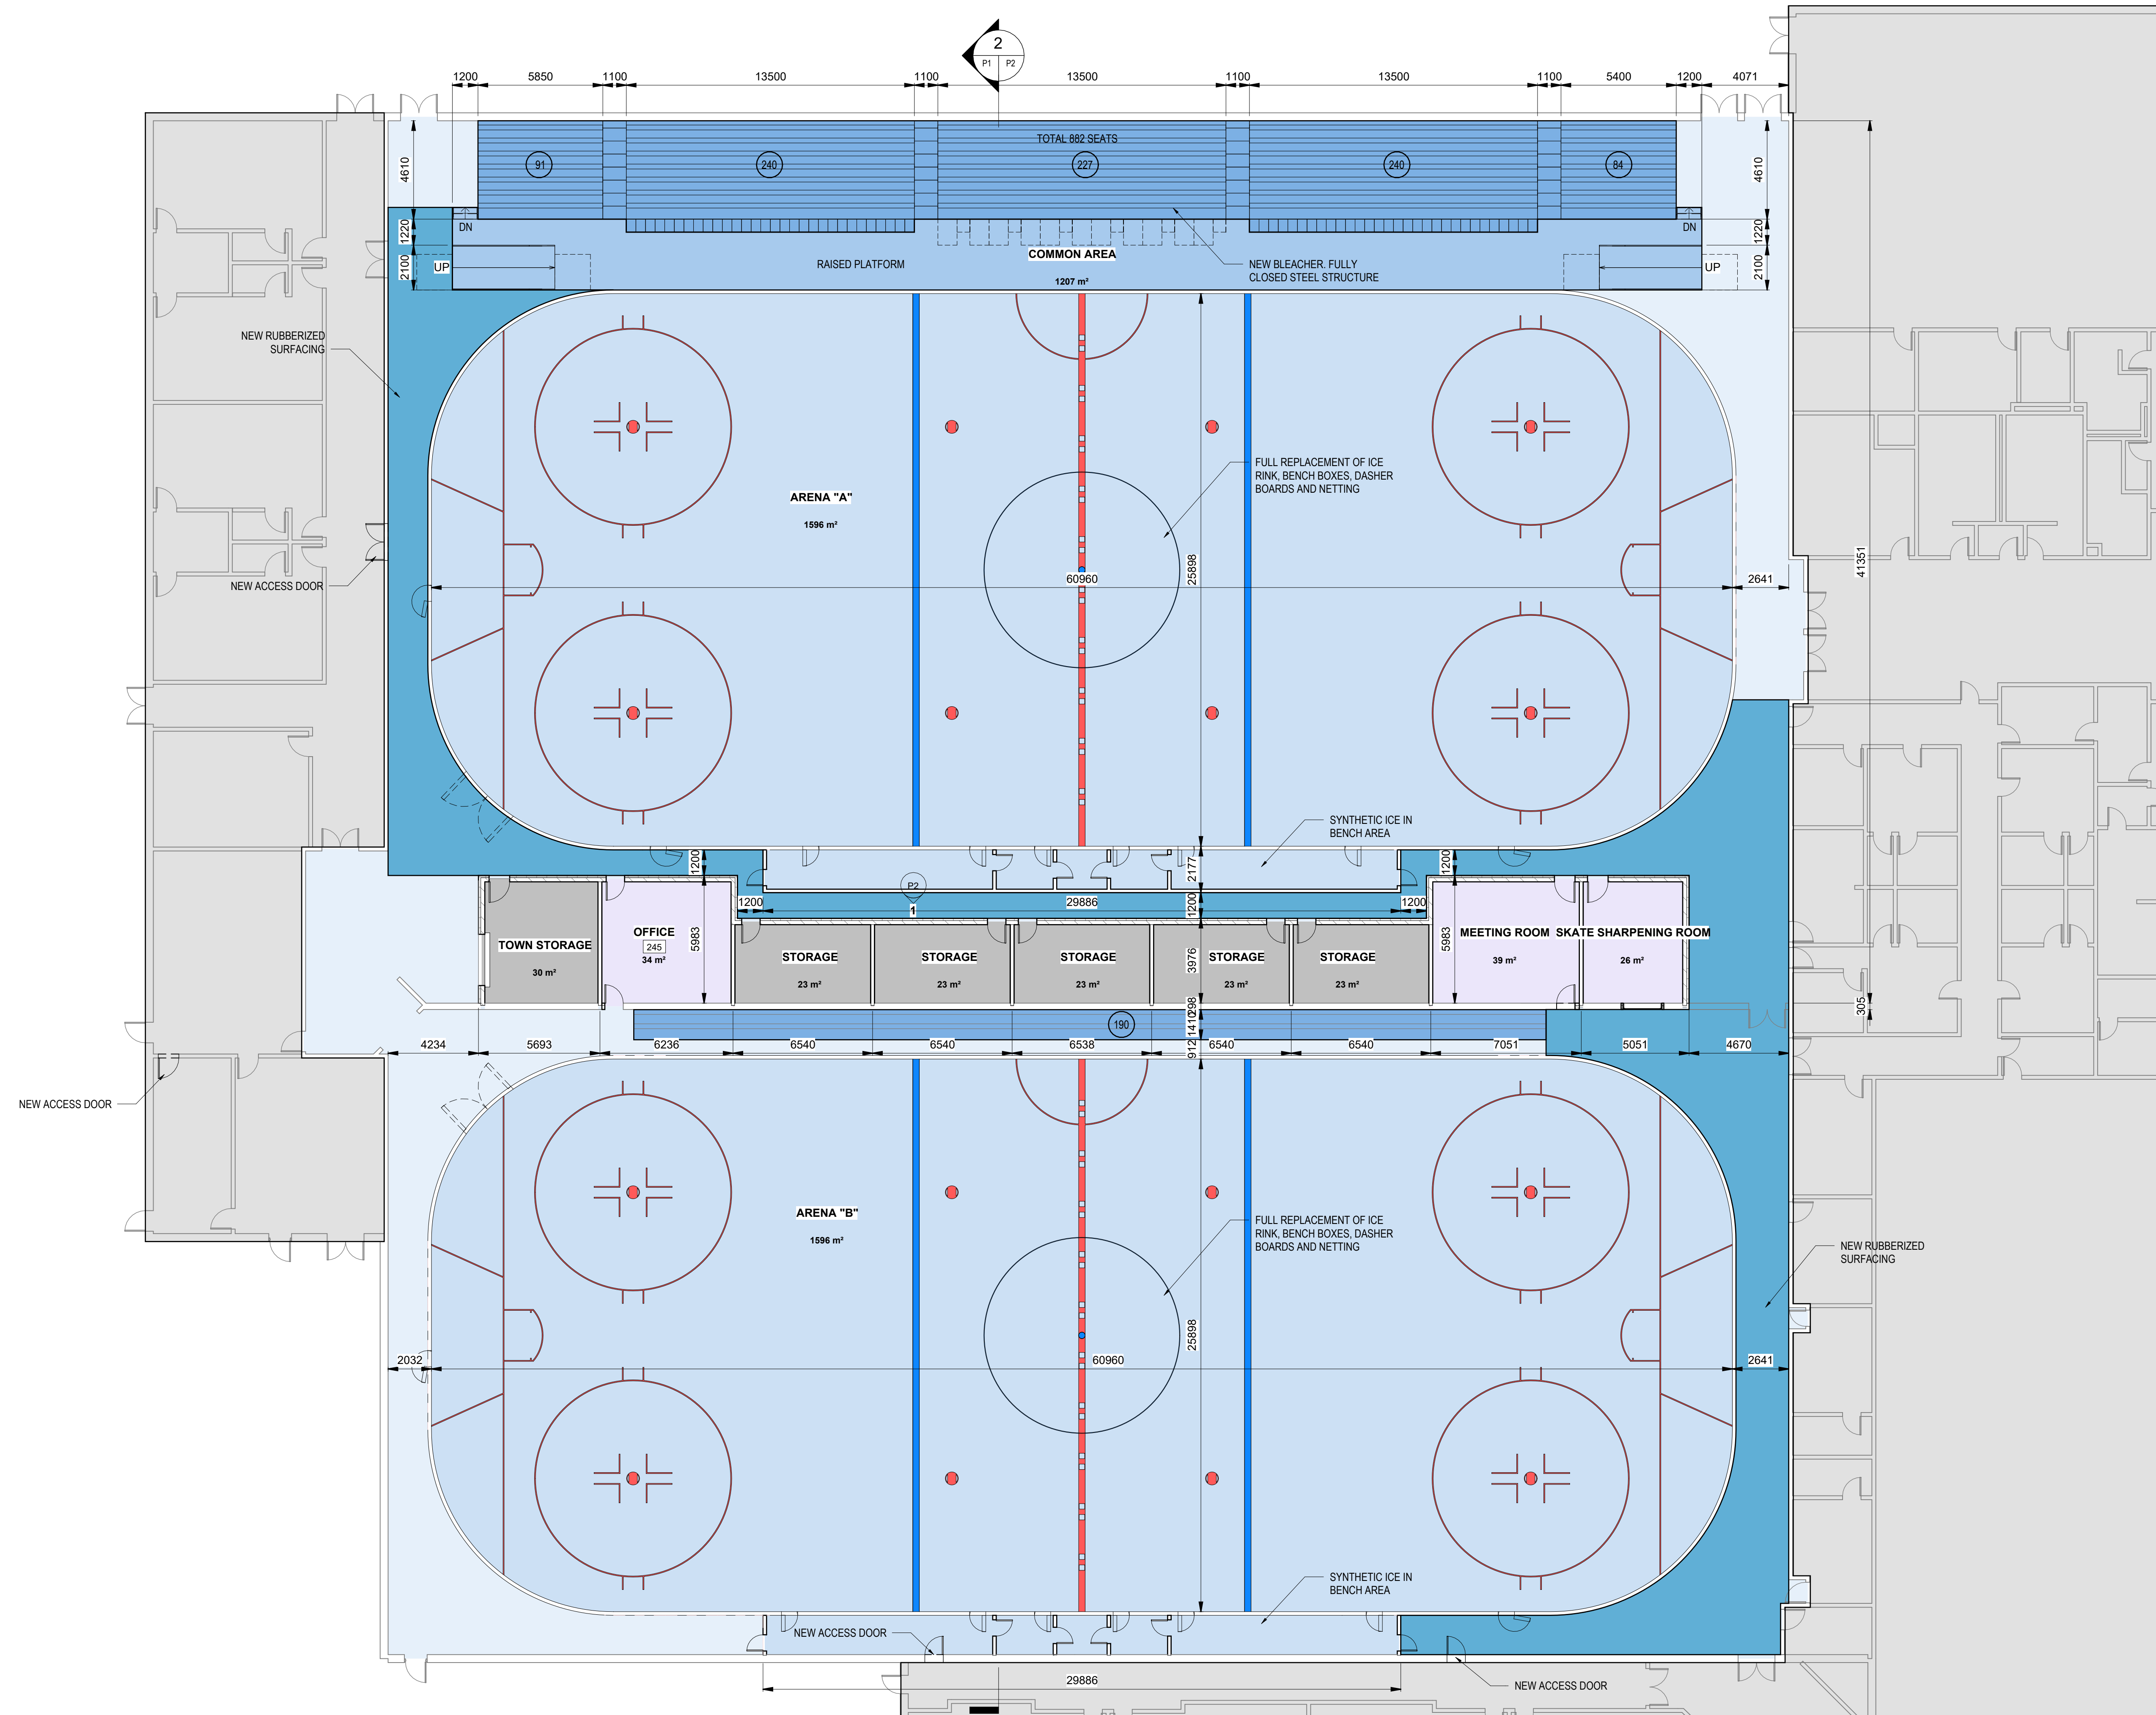 2
P1 P2
1200 5850 1100 13500 1100 13500 1100 13500 1100 5400 1200 4071
TOTAL 882 SEATS
91 240 227 240 84
4610 4610
DN DN
1220 1220
COMMON AREA
1207 m²
RAISED PLATFORM
NEW BLEACHER. FULLY
CLOSED STEEL STRUCTURE
UP UP
2100 2100
NEW RUBBERIZED
SURFACING
FULL REPLACEMENT OF ICE
RINK, BENCH BOXES, DASHER
BOARDS AND NETTING
ARENA "A"
1596 m²
41351
25898
60960 2641
NEW ACCESS DOOR
SYNTHETIC ICE IN
BENCH AREA
1200 2177 1200
P2
1
1200 29886 1200 1200
TOWN STORAGE
30 m²
OFFICE
245
34 m²
5983
STORAGE
23 m²
STORAGE
23 m²
STORAGE
23 m²
3976
STORAGE
23 m²
STORAGE
23 m²
5983
MEETING ROOM
39 m²
SKATE SHARPENING ROOM
26 m²
298
305
190
1410
912
4234 5693 6236 6540 6540 6538 6540 6540 7051 5051 4670
NEW ACCESS DOOR
ARENA "B"
1596 m²
FULL REPLACEMENT OF ICE
RINK, BENCH BOXES, DASHER
BOARDS AND NETTING
NEW RUBBERIZED
SURFACING
25898
2032 60960 2641
SYNTHETIC ICE IN
BENCH AREA
NEW ACCESS DOOR
29886
NEW ACCESS DOOR